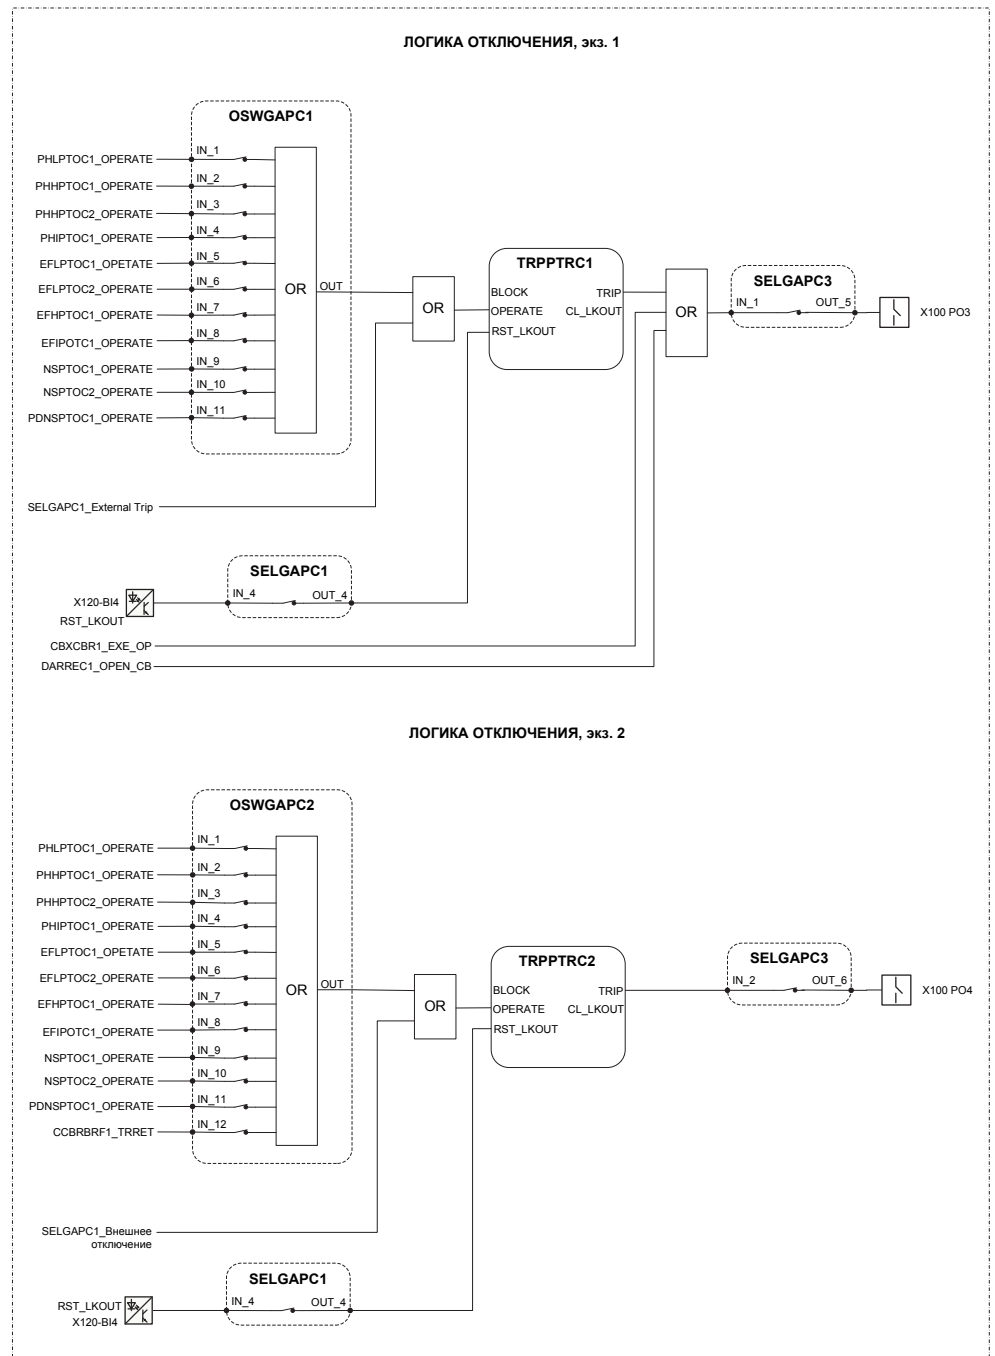 ЛОГИКА ОТКЛЮЧЕНИЯ, экз. 1
OSWGAPC1
PHLPTOC1_OPERATE IN_1
PHHPTOC1_OPERATE IN_2
PHHPTOC2_OPERATE IN_3
PHIPTOC1_OPERATE IN_4
EFLPTOC1_OPETATE IN_5
EFLPTOC2_OPERATE IN_6
EFHPTOC1_OPERATE IN_7
EFIPOTC1_OPERATE IN_8
NSPTOC1_OPERATE IN_9
NSPTOC2_OPERATE IN_10
PDNSPTOC1_OPERATE IN_11
OR OUT
OR
TRPPTRC1
BLOCK TRIP
OPERATE CL_LKOUT
RST_LKOUT
OR
SELGAPC3
IN_1 OUT_5
X100 PO3
SELGAPC1_External Trip
SELGAPC1
IN_4 OUT_4
X120-BI4
RST_LKOUT
CBXCBR1_EXE_OP
DARREC1_OPEN_CB
ЛОГИКА ОТКЛЮЧЕНИЯ, экз. 2
OSWGAPC2
PHLPTOC1_OPERATE IN_1
PHHPTOC1_OPERATE IN_2
PHHPTOC2_OPERATE IN_3
PHIPTOC1_OPERATE IN_4
EFLPTOC1_OPETATE IN_5
EFLPTOC2_OPERATE IN_6
EFHPTOC1_OPERATE IN_7
EFIPOTC1_OPERATE IN_8
NSPTOC1_OPERATE IN_9
NSPTOC2_OPERATE IN_10
PDNSPTOC1_OPERATE IN_11
CCBRBRF1_TRRET IN_12
OR OUT
OR
TRPPTRC2
BLOCK TRIP
OPERATE CL_LKOUT
RST_LKOUT
SELGAPC3
IN_2 OUT_6
X100 PO4
SELGAPC1_Внешнее
отключение
SELGAPC1
IN_4 OUT_4
RST_LKOUT
X120-BI4